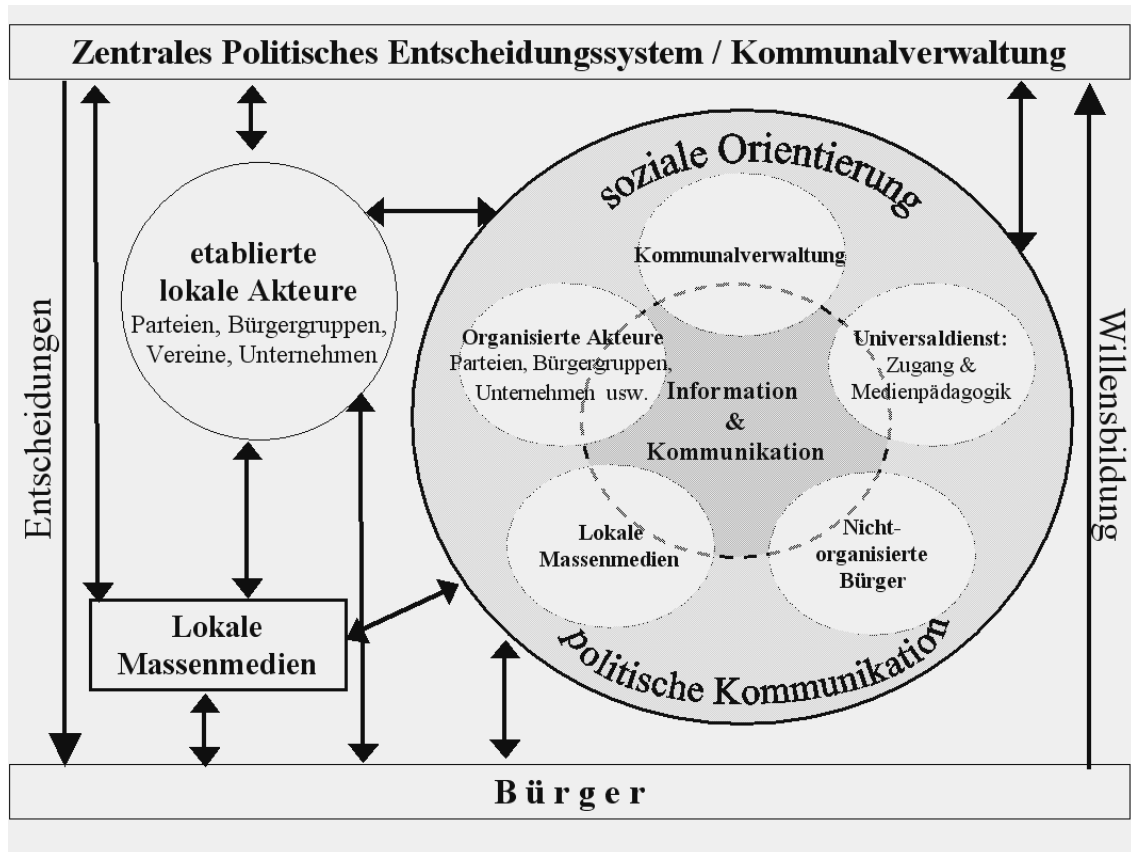 Zentrales Politisches Entscheidungssystem / Kommunalverwaltung
Entscheidungen
etablierte
lokale Akteure
Parteien, Bürgergruppen,
Vereine, Unternehmen
Lokale
Massenmedien
soziale Orientierung
Kommunalverwaltung
Organisierte Akteure
Parteien, Bürgergruppen,
Unternehmen usw.
Universaldienst:
Zugang &
Medienpädagogik
Information
&
Kommunikation
Lokale
Massenmedien
Nicht-
organisierte
Bürger
politische Kommunikation
Willensbildung
Bürger